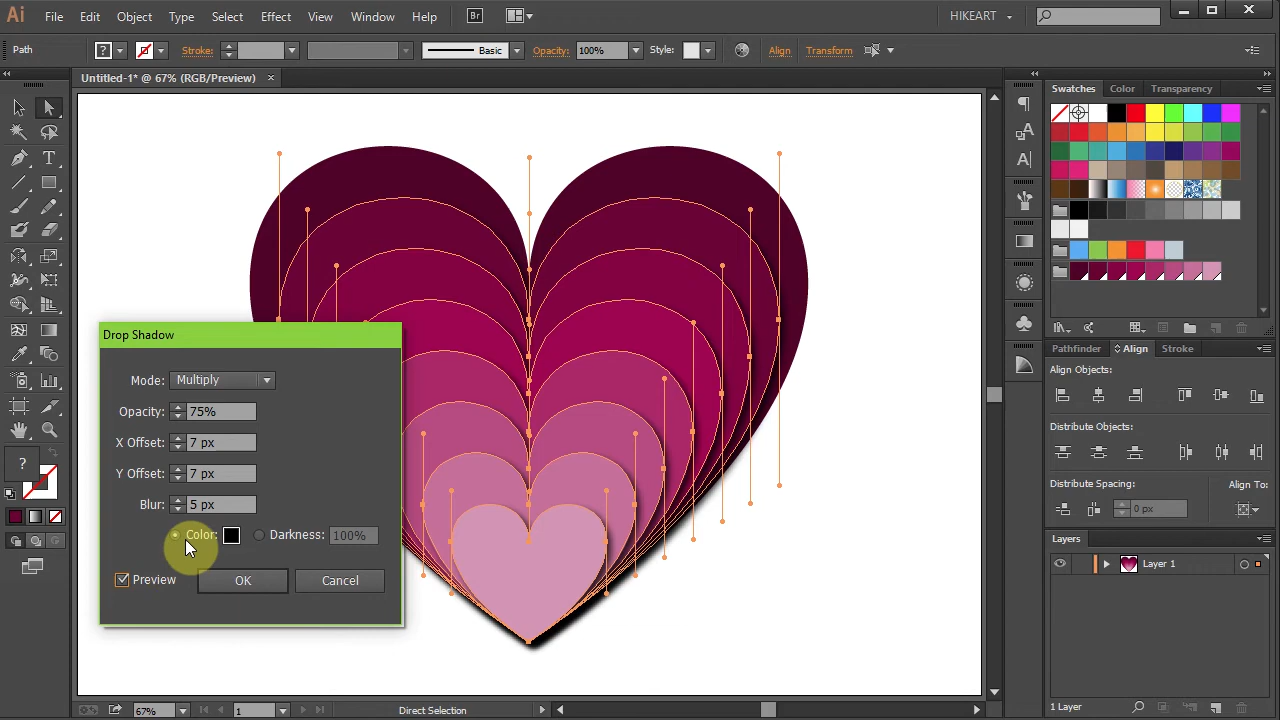 Ai File Edit Object Type Select Effect View Window Help Br HIKEART
Path ? Stroke: Basic Opacity: 100% Style: Align Transform
Untitled-1* @ 67% (RGB/Preview) ×
Swatches Color Transparency
Drop Shadow
Mode: Multiply
Opacity: 75%
X Offset: 7 px
Y Offset: 7 px
Blur: 5 px
Color: Darkness: 100%
Preview OK Cancel
Pathfinder Align Stroke
Align Objects:
Distribute Objects:
Distribute Spacing: Align To:
0 px
Layers
Layer 1
1 Layer
?
67% 1 Direct Selection